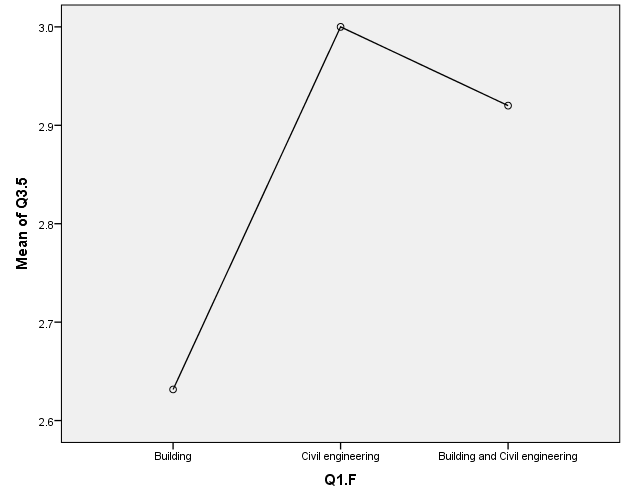 3.0
2.9
2.8
2.7
2.6
Mean of Q3.5
Building
Civil engineering
Building and Civil engineering
Q1.F